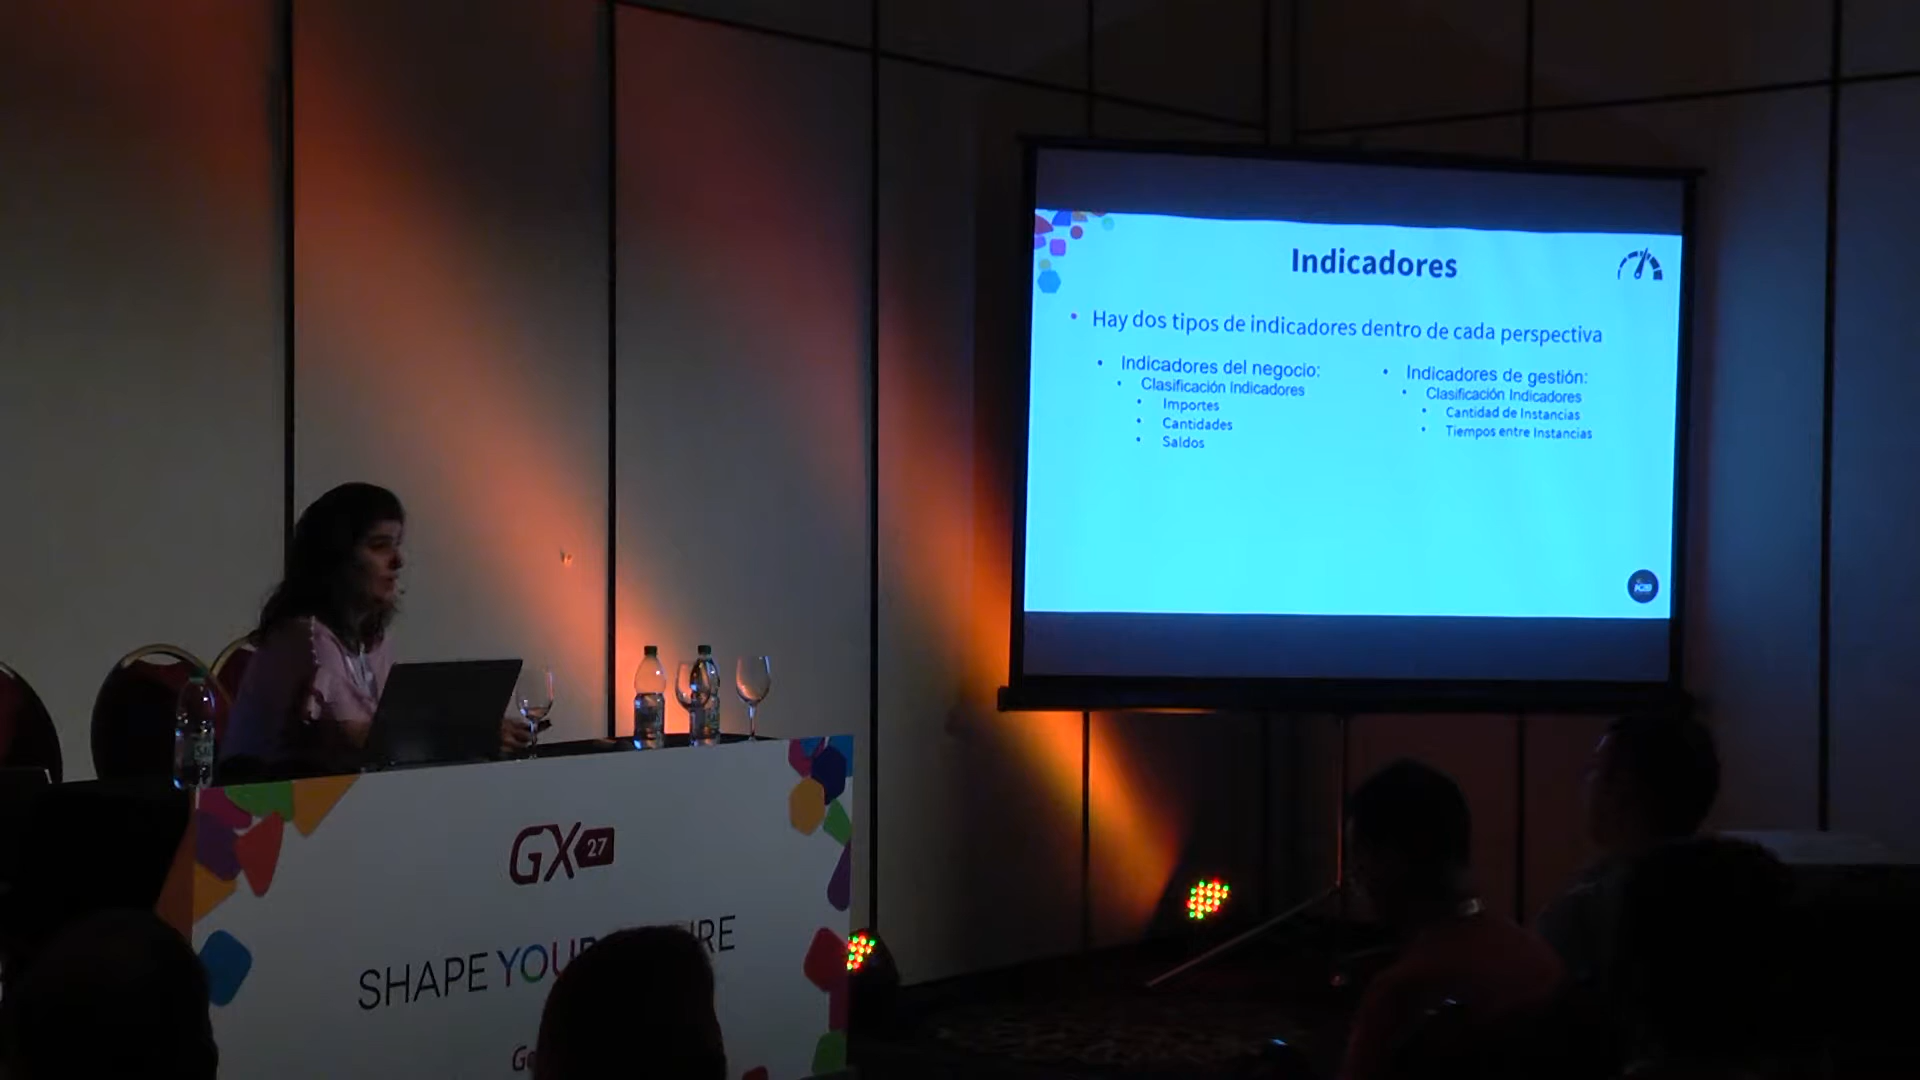 Indicadores
Hay dos tipos de indicadores dentro de cada perspectiva
Indicadores del negocio:
Clasificación Indicadores
Importes
Cantidades
Saldos
Indicadores de gestión:
Clasificación Indicadores
Cantidad de Instancias
Tiempos entre Instancias
GX 27
SHAPE YOU